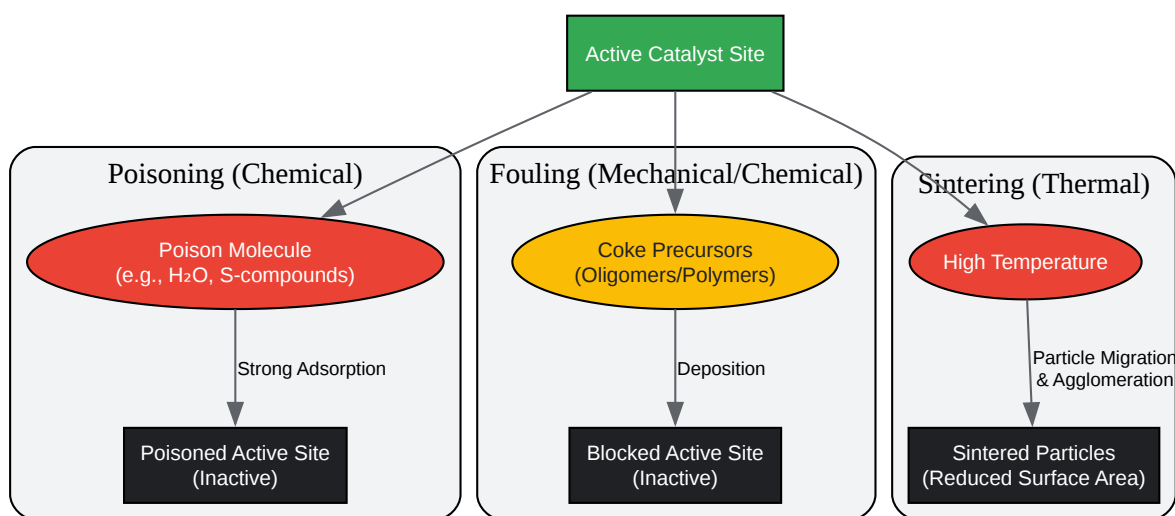 Active Catalyst Site
Poisoning (Chemical)
Poison Molecule
(e.g., H₂O, S-compounds)
Strong Adsorption
Poisoned Active Site
(Inactive)
Fouling (Mechanical/Chemical)
Coke Precursors
(Oligomers/Polymers)
Deposition
Blocked Active Site
(Inactive)
Sintering (Thermal)
High Temperature
Particle Migration
& Agglomeration
Sintered Particles
(Reduced Surface Area)